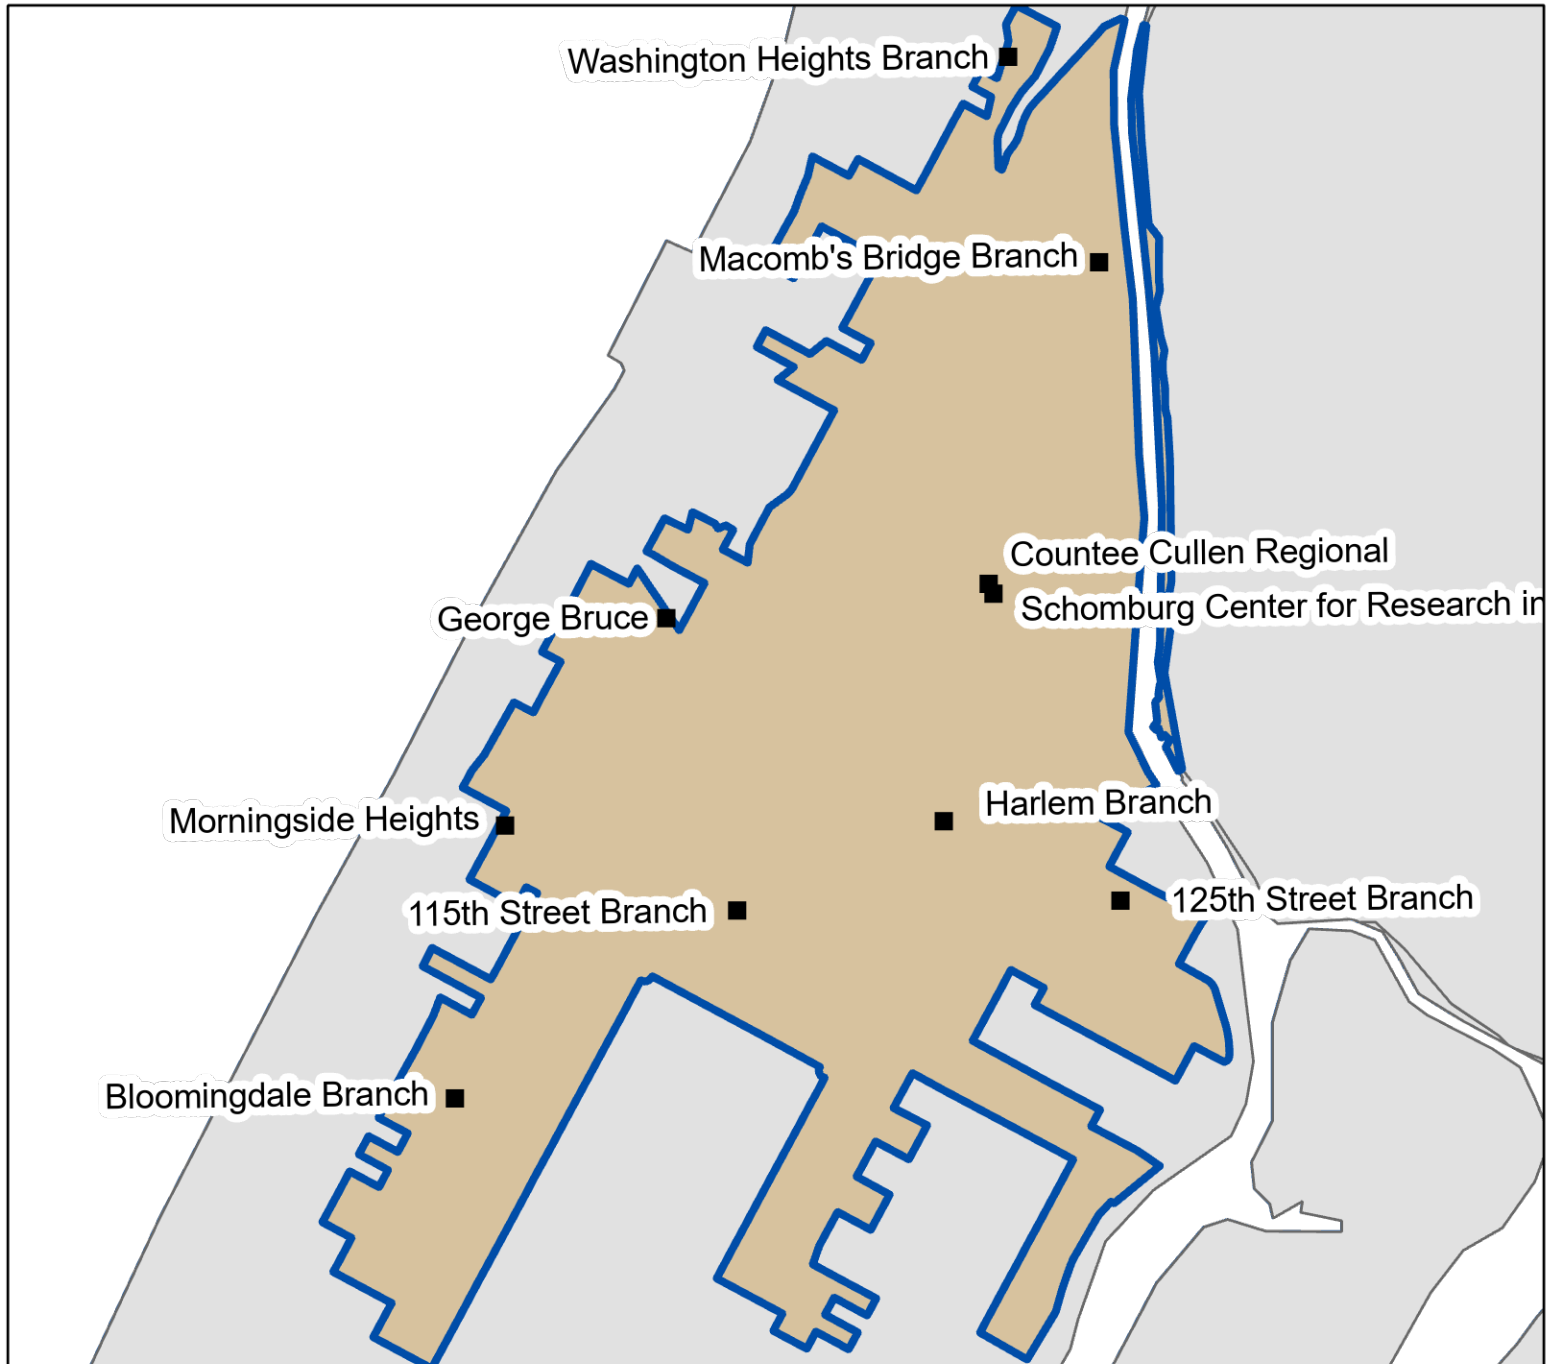 Washington Heights Branch
Macomb's Bridge Branch
Countee Cullen Regional
Schomburg Center for Research in
George Bruce
Harlem Branch
Morningside Heights
125th Street Branch
115th Street Branch
Bloomingdale Branch